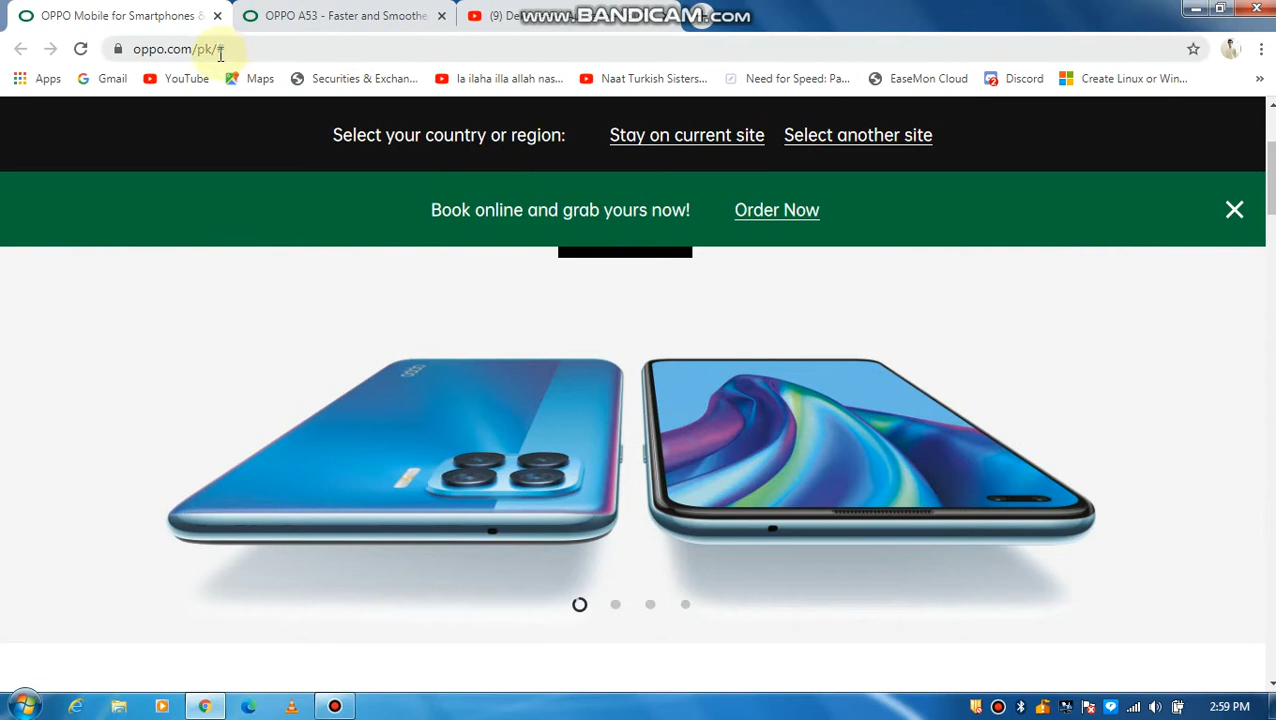 OPPO Mobile for Smartphones &
OPPO A53 - Faster and Smoothe
(9) De
www.BANDICAM.com
oppo.com/pk/#
Apps
Gmail
YouTube
Maps
Securities & Exchan...
la ilaha illa allah nas...
Naat Turkish Sisters...
Need for Speed: Pa...
EaseMon Cloud
Discord
Create Linux or Win...
»
Select your country or region:
Stay on current site
Select another site
Book online and grab yours now!
Order Now
oppo
2:59 PM